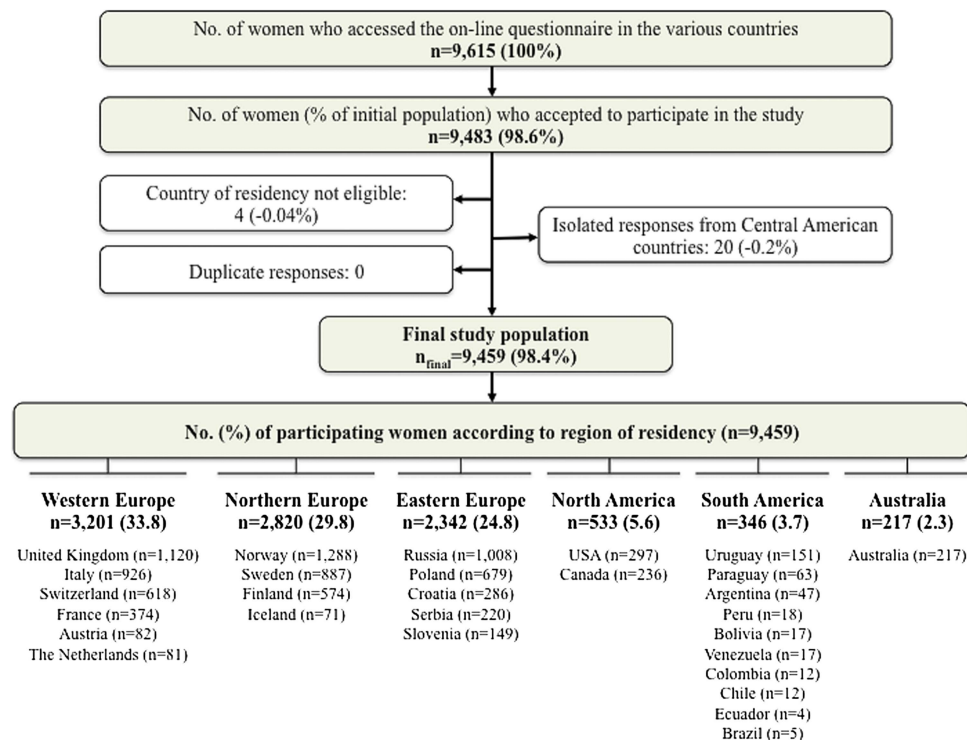 No. of women who accessed the on-line questionnaire in the various countries
n=9,615 (100%)
No. of women (% of initial population) who accepted to participate in the study
n=9,483 (98.6%)
Country of residency not eligible:
4 (-0.04%)
Isolated responses from Central American
countries: 20 (-0.2%)
Duplicate responses: 0
Final study population
nfinal=9,459 (98.4%)
No. (%) of participating women according to region of residency (n=9,459)
Western Europe
n=3,201 (33.8)
United Kingdom (n=1,120)
Italy (n=926)
Switzerland (n=618)
France (n=374)
Austria (n=82)
The Netherlands (n=81)
Northern Europe
n=2,820 (29.8)
Norway (n=1,288)
Sweden (n=887)
Finland (n=574)
Iceland (n=71)
Eastern Europe
n=2,342 (24.8)
Russia (n=1,008)
Poland (n=679)
Croatia (n=286)
Serbia (n=220)
Slovenia (n=149)
North America
n=533 (5.6)
USA (n=297)
Canada (n=236)
South America
n=346 (3.7)
Uruguay (n=151)
Paraguay (n=63)
Argentina (n=47)
Peru (n=18)
Bolivia (n=17)
Venezuela (n=17)
Colombia (n=12)
Chile (n=12)
Ecuador (n=4)
Brazil (n=5)
Australia
n=217 (2.3)
Australia (n=217)